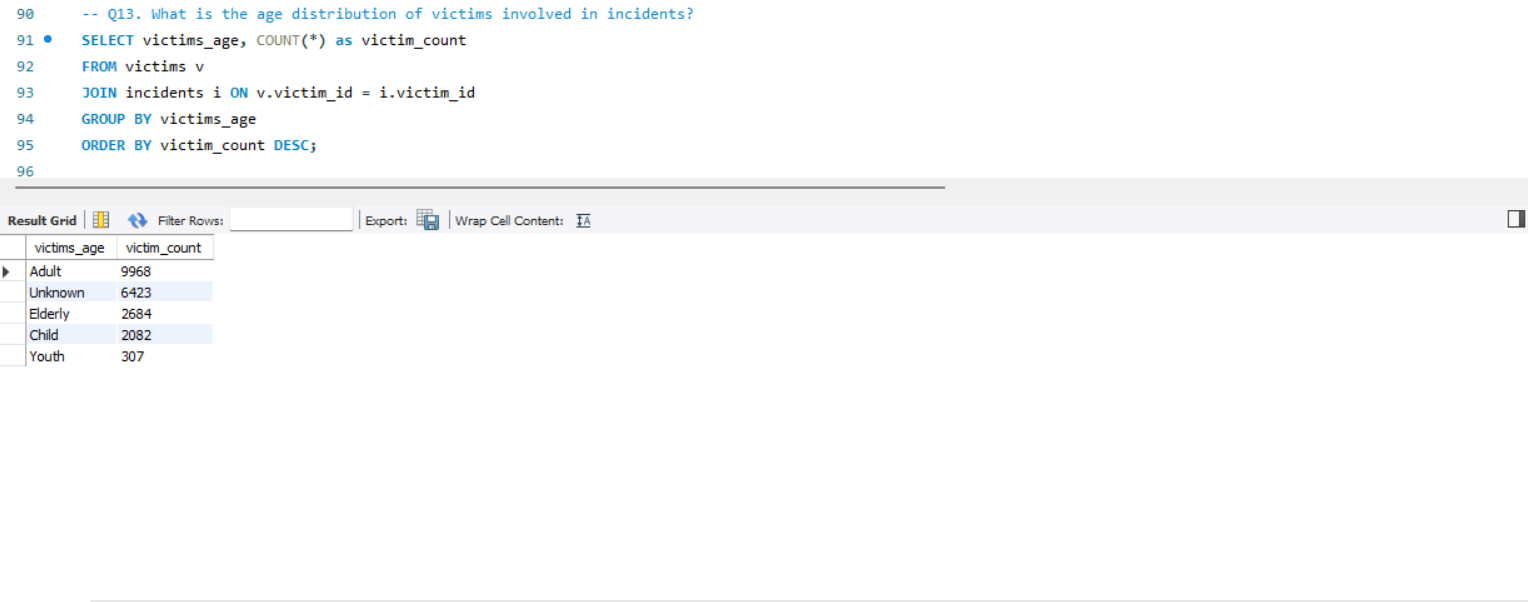 90 -- Q13. What is the age distribution of victims involved in incidents?
91 SELECT victims_age, COUNT(*) as victim_count
92 FROM victims v
93 JOIN incidents i ON v.victim_id = i.victim_id
94 GROUP BY victims_age
95 ORDER BY victim_count DESC;
96
Result Grid Filter Rows: Export: Wrap Cell Content: IA
victims_age victim_count
Adult 9968
Unknown 6423
Elderly 2684
Child 2082
Youth 307